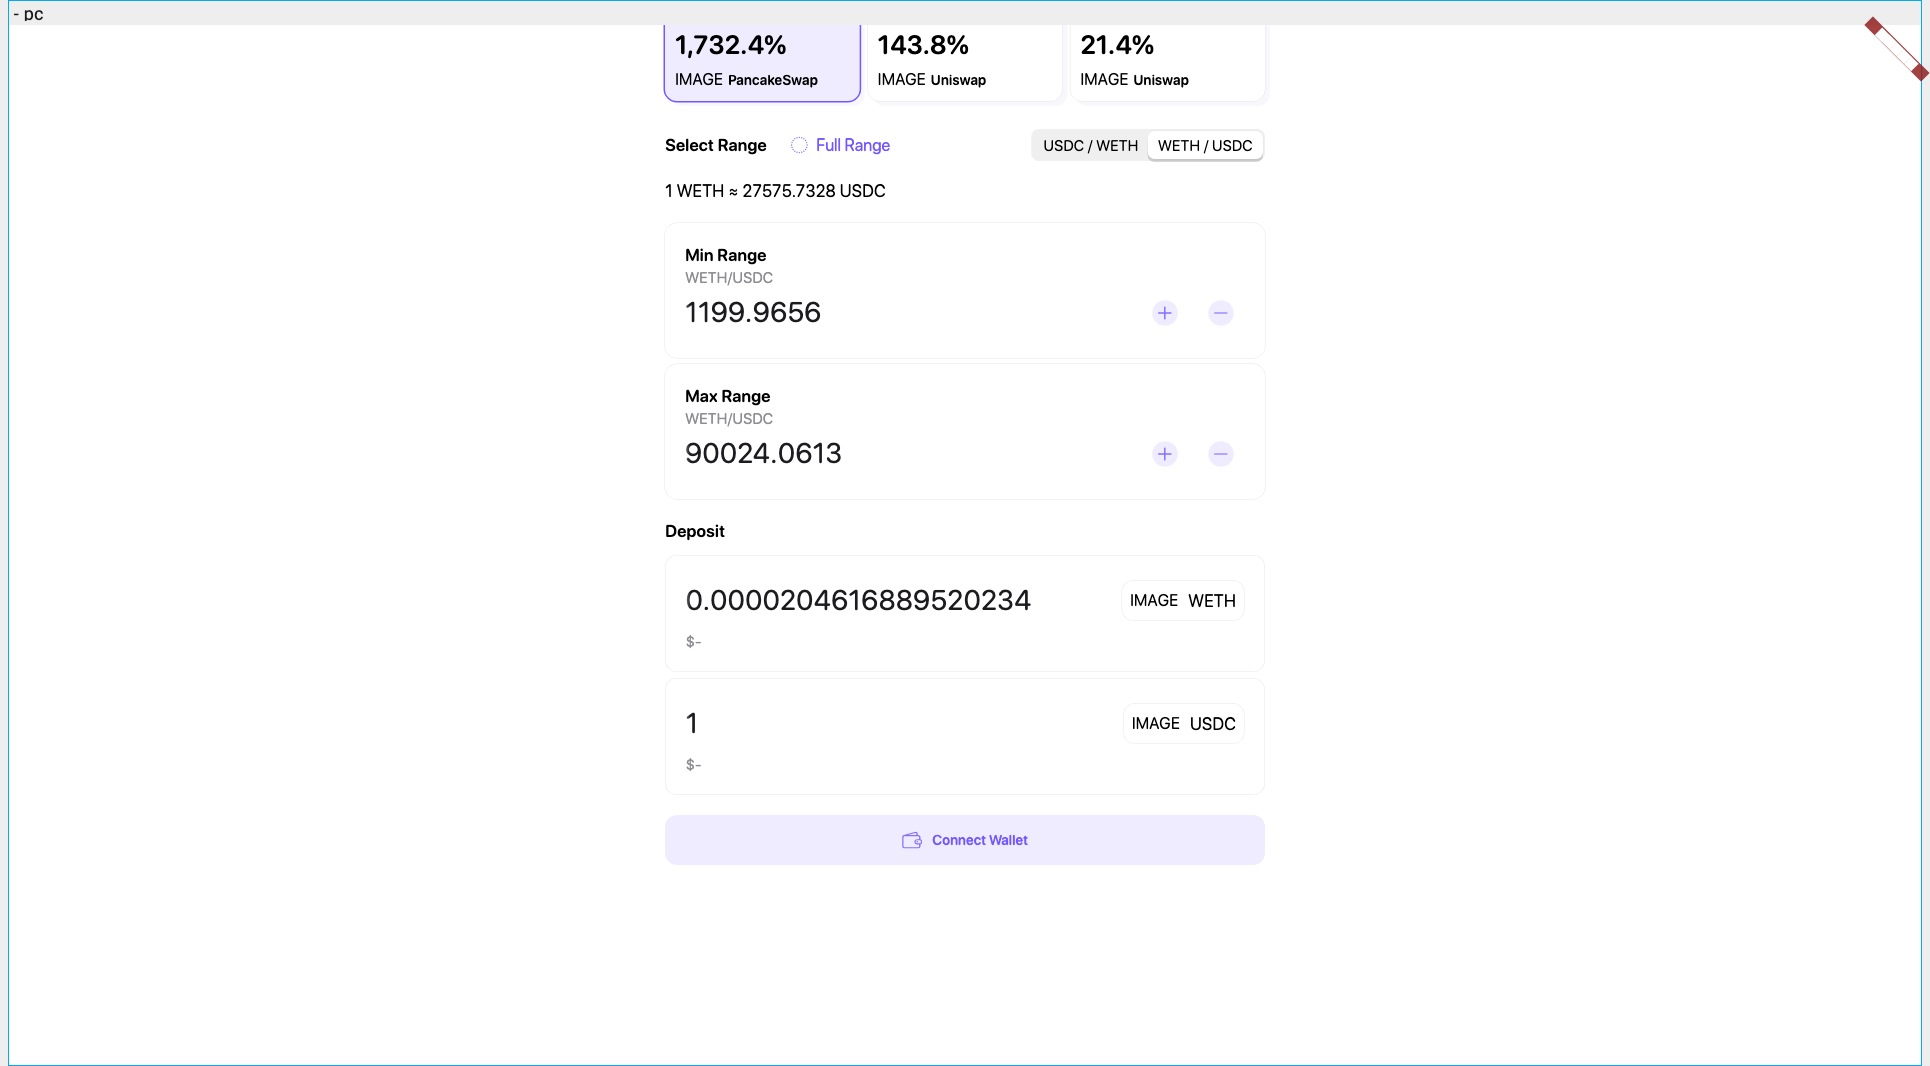 - pc
1,732.4% 143.8% 21.4%
IMAGE PancakeSwap IMAGE Uniswap IMAGE Uniswap
Select Range Full Range USDC / WETH WETH / USDC
1 WETH ≈ 27575.7328 USDC
Min Range
WETH/USDC
1199.9656
Max Range
WETH/USDC
90024.0613
Deposit
0.0000204616889520234 IMAGE WETH
$-
1 IMAGE USDC
$-
Connect Wallet